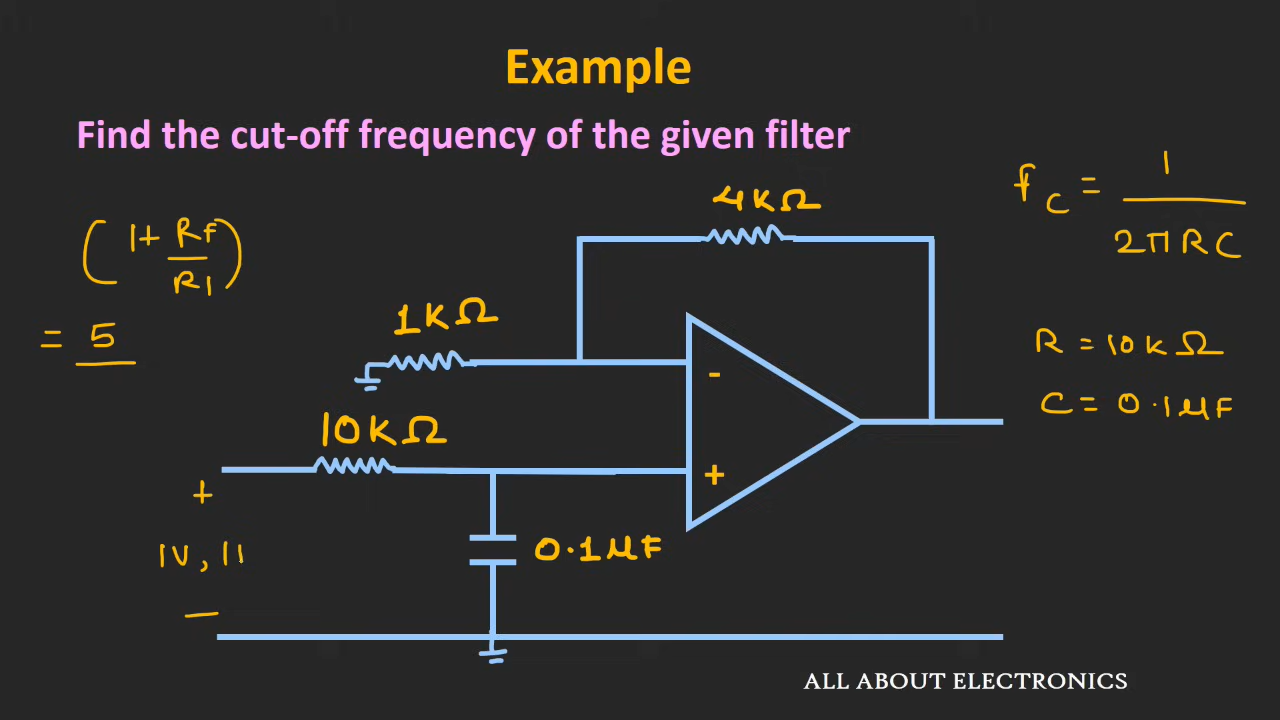 Example
Find the cut-off frequency of the given filter
fC = 1
2πRC
(1 + Rf
R1)
= 5
4KΩ
1KΩ
R = 10KΩ
C = 0.1μF
10KΩ
-
+
+
1V, 11
0.1μF
-
ALL ABOUT ELECTRONICS